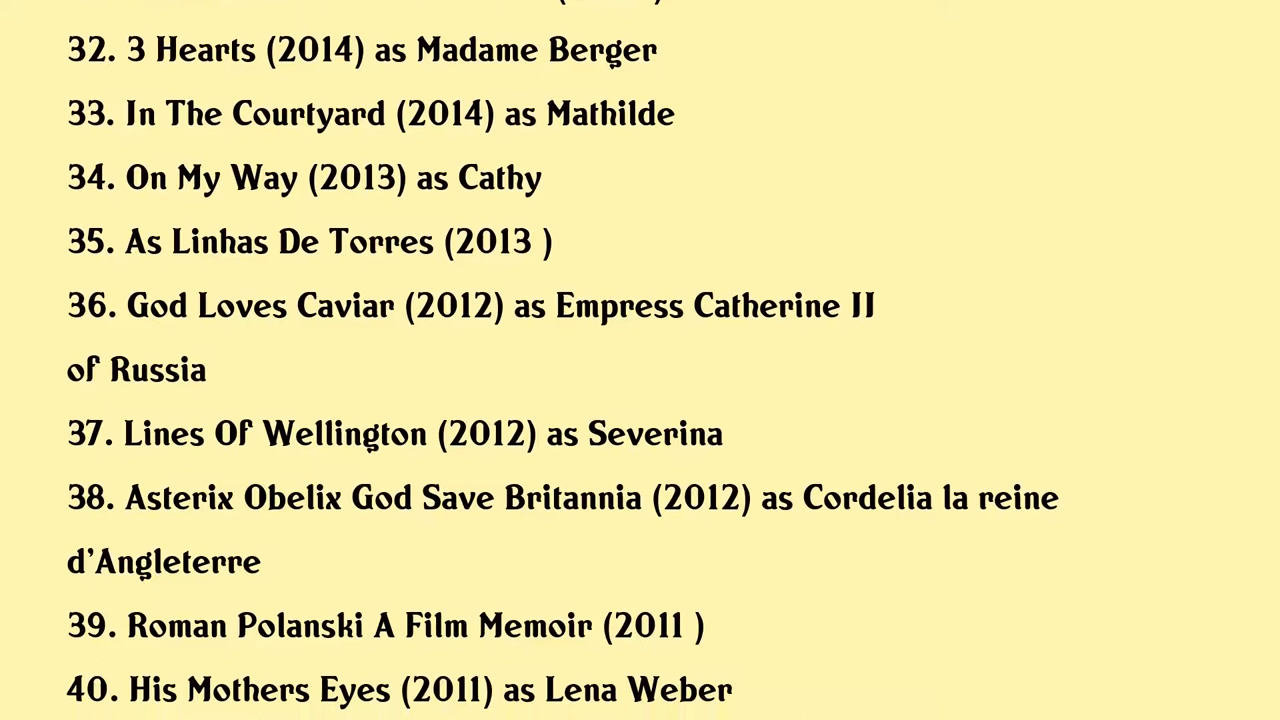 32. 3 Hearts (2014) as Madame Berger
33. In The Courtyard (2014) as Mathilde
34. On My Way (2013) as Cathy
35. As Linhas De Torres (2013 )
36. God Loves Caviar (2012) as Empress Catherine II
of Russia
37. Lines Of Wellington (2012) as Severina
38. Asterix Obelix God Save Britannia (2012) as Cordelia la reine
d'Angleterre
39. Roman Polanski A Film Memoir (2011 )
40. His Mothers Eyes (2011) as Lena Weber